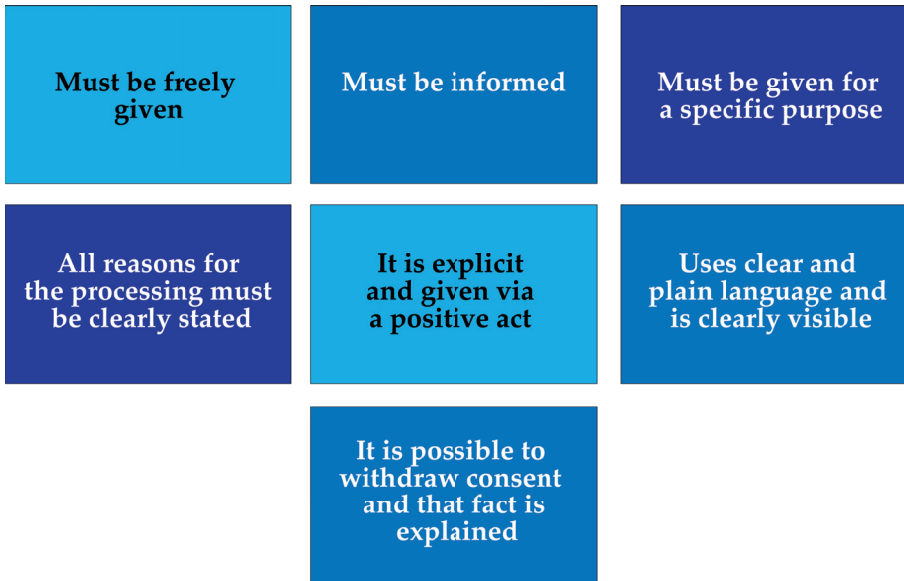 Must be freely
given
Must be informed
Must be given for
a specific purpose
All reasons for
the processing must
be clearly stated
It is explicit
and given via
a positive act
Uses clear and
plain language and
is clearly visible
It is possible to
withdraw consent
and that fact is
explained